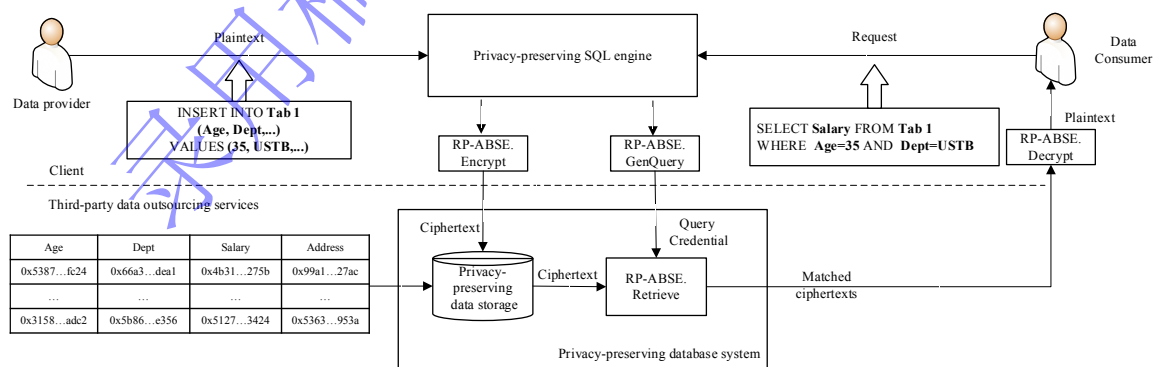 Plaintext
Privacy-preserving SQL engine
Request
Data provider
Data
Consumer
INSERT INTO Tab 1
(Age, Dept,...)
VALUES (35, USTB,...)
RP-ABSE.
Encrypt
RP-ABSE.
GenQuery
SELECT Salary FROM Tab 1
WHERE Age=35 AND Dept=USTB
Plaintext
RP-ABSE.
Decrypt
Client
Third-party data outsourcing services
Ciphertext
Query
Credential
Age Dept Salary Address
0x5387…fc24 0x66a3…dea1 0x4b31…275b 0x99a1…27ac
… … … …
0x3158…adc2 0x5b86…e356 0x5127…3424 0x5363…953a
Privacy-
preserving
data storage
Ciphertext
RP-ABSE.
Retrieve
Matched
ciphertexts
Privacy-preserving database system
录用